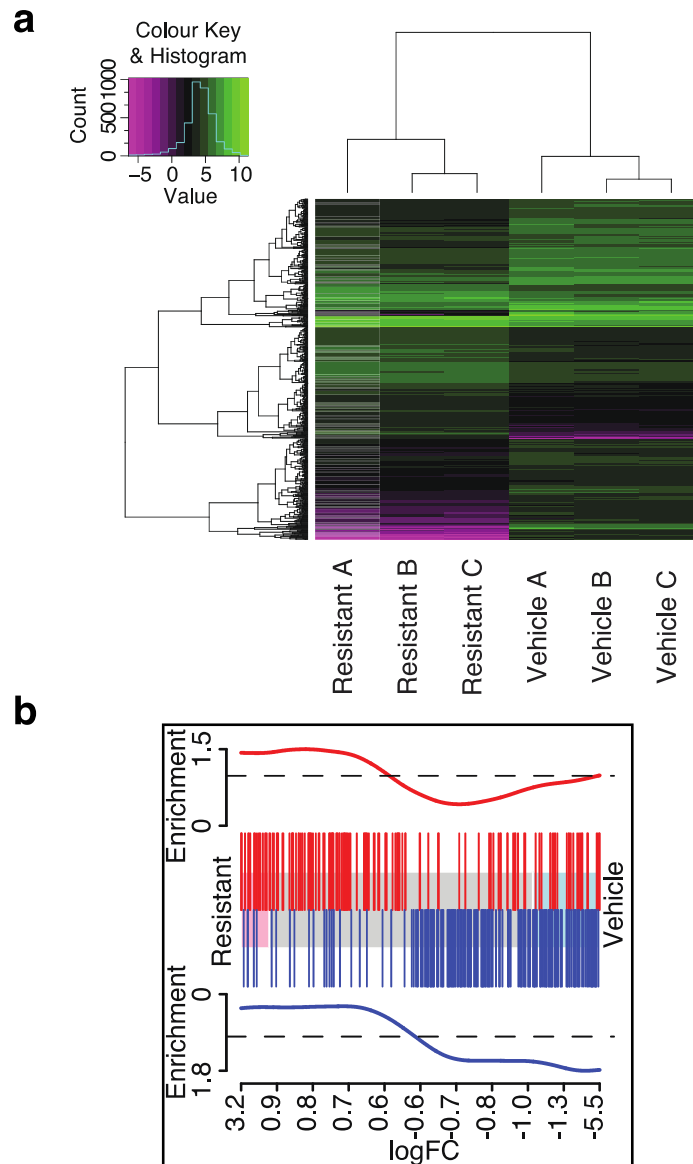 a
Colour Key
& Histogram
Count
0 500 1000
−5 0 5 10
Value
Resistant A
Resistant B
Resistant C
Vehicle A
Vehicle B
Vehicle C
b
Enrichment
1.5
0
Resistant
Vehicle
Enrichment
0
1.8
3.2 0.9 0.8 0.7 0.6 -0.6 -0.7 -0.8 -1.0 -1.3 -5.5
logFC